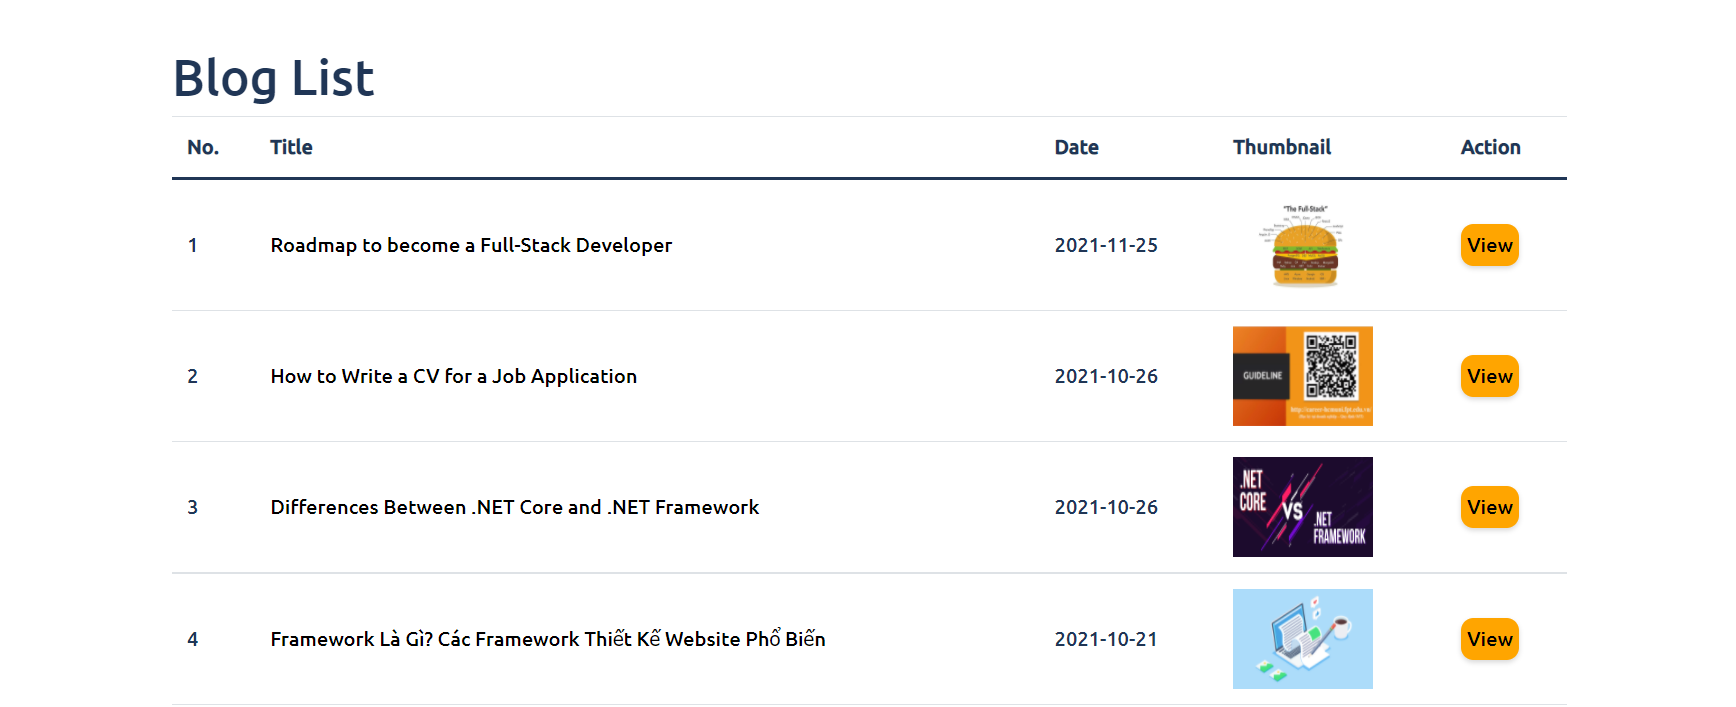 Blog List
No. Title Date Thumbnail Action
"The Full-Stack"
1 Roadmap to become a Full-Stack Developer 2021-11-25 View
2 How to Write a CV for a Job Application 2021-10-26 View
GUIDELINE
3 Differences Between .NET Core and .NET Framework 2021-10-26 View
.NET
CORE
VS
.NET
FRAMEWORK
4 Framework Là Gì? Các Framework Thiết Kế Website Phổ Biến 2021-10-21 View